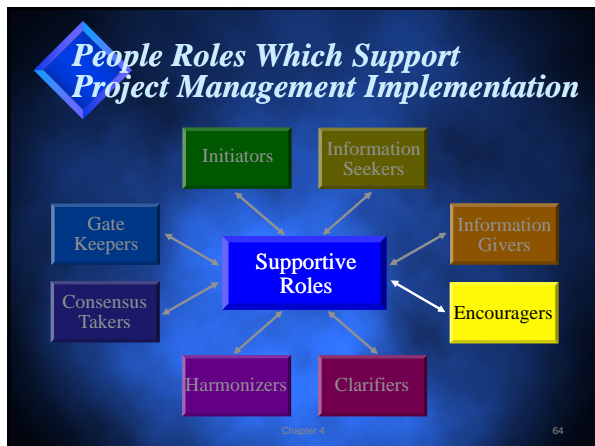 People Roles Which Support
Project Management Implementation
Initiators
Information
Seekers
Gate
Keepers
Information
Givers
Supportive
Roles
Consensus
Takers
Encouragers
Harmonizers
Clarifiers
Chapter 4
64